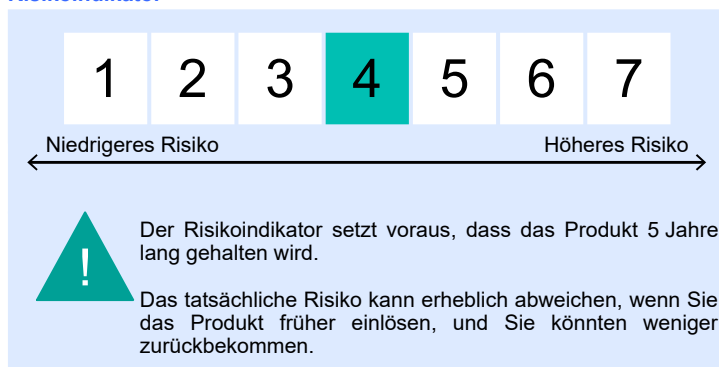 Risikoindikator
1 2 3 4 5 6 7
Niedrigeres Risiko Höheres Risiko
!
Der Risikoindikator setzt voraus, dass das Produkt 5 Jahre
lang gehalten wird.
Das tatsächliche Risiko kann erheblich abweichen, wenn Sie
das Produkt früher einlösen, und Sie könnten weniger
zurückbekommen.